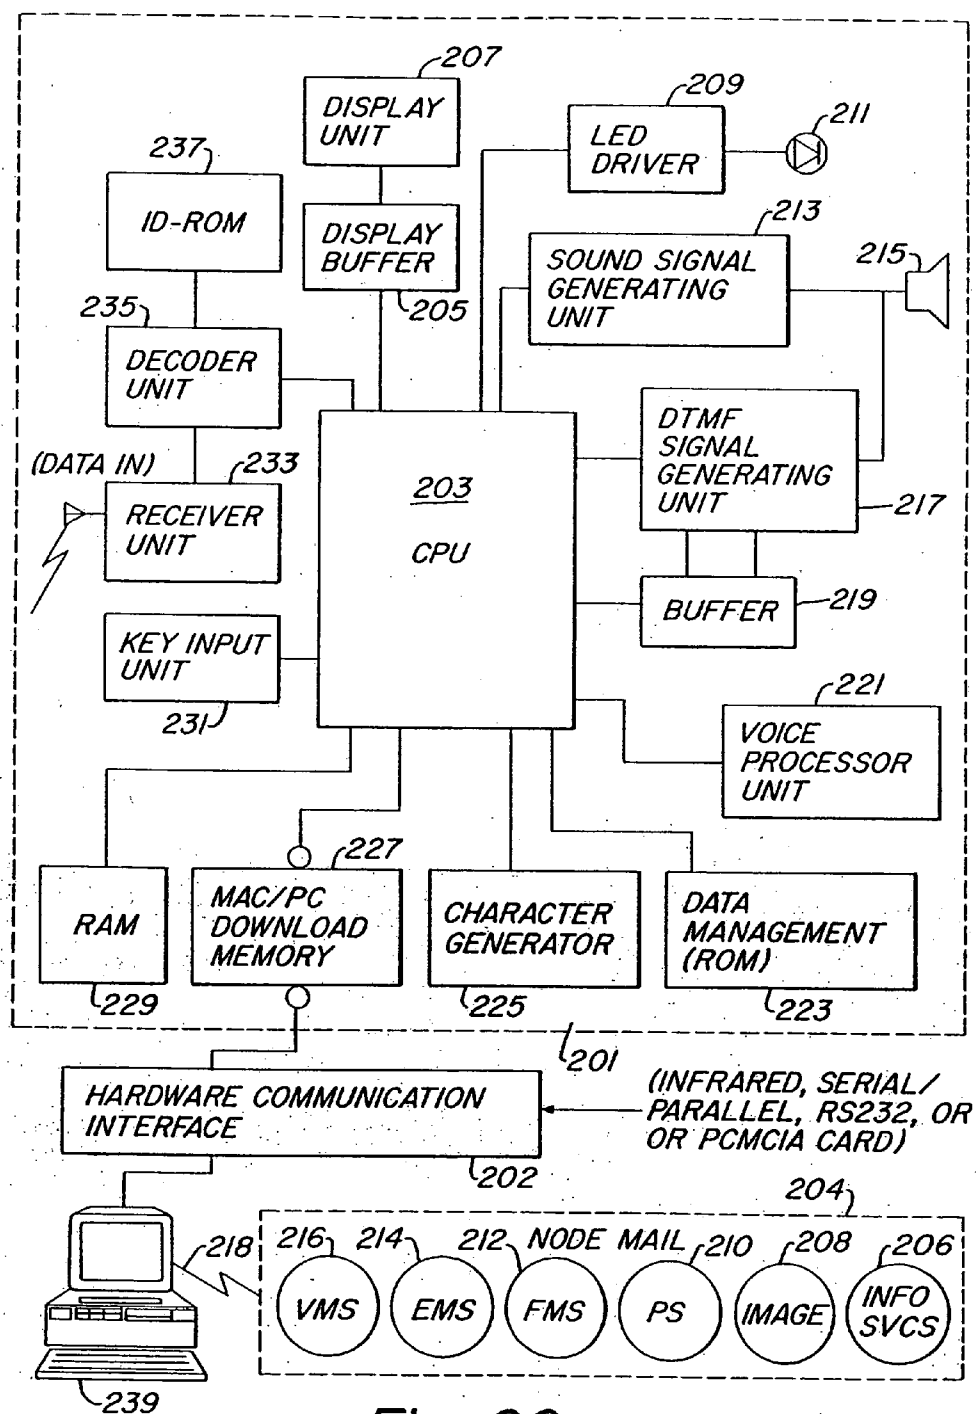 207
DISPLAY
UNIT
209
LED
DRIVER
211
237
ID-ROM
DISPLAY
BUFFER
205
213
SOUND SIGNAL
GENERATING
UNIT
215
235
DECODER
UNIT
(DATA IN)
233
RECEIVER
UNIT
203
CPU
DTMF
SIGNAL
GENERATING
UNIT
217
BUFFER
219
KEY INPUT
UNIT
231
221
VOICE
PROCESSOR
UNIT
RAM
229
227
MAC/PC
DOWNLOAD
MEMORY
CHARACTER
GENERATOR
225
DATA
MANAGEMENT
(ROM)
223
201
HARDWARE COMMUNICATION
INTERFACE
202
(INFRARED, SERIAL/
PARALLEL, RS232, OR
OR PCMCIA CARD)
204
218
216
214
212
NODE MAIL
210
208
206
VMS
EMS
FMS
PS
IMAGE
INFO
SVCS
239